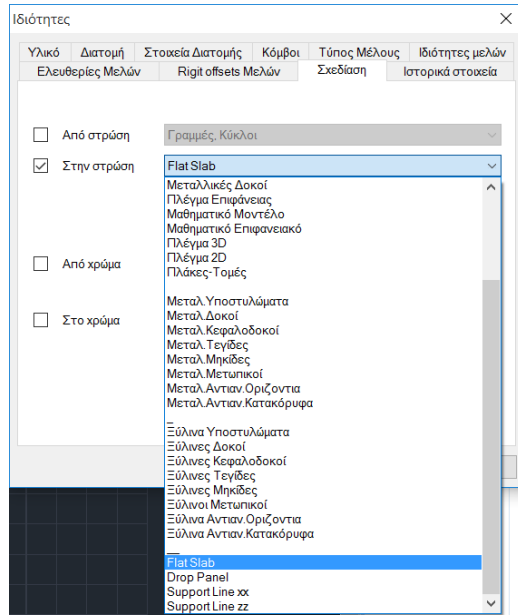 Ιδιότητες
Υλικό Διατομή Στοιχεία Διατομής Κόμβοι Τύπος Μέλους Ιδιότητες μελών
Ελευθερίες Μελών Rigit offsets Μελών Σχεδίαση Ιστορικά στοιχεία
Από στρώση Γραμμές, Κύκλοι
Στην στρώση Flat Slab
Μεταλλικές Δοκοί
Πλέγμα Επιφάνειας
Μαθηματικό Μοντέλο
Μαθηματικό Επιφανειακό
Πλέγμα 3D
Από χρώμα Πλέγμα 2D
Πλάκες-Τομές
Μεταλ.Υποστυλώματα
Μεταλ.Δοκοί
Στο χρώμα Μεταλ.Κεφαλοδοκοί
Μεταλ.Τεγίδες
Μεταλ.Μηκίδες
Μεταλ.Μετωπικοί
Μεταλ.Αντιαν.Οριζοντια
Μεταλ.Αντιαν.Κατακόρυφα
_
Ξύλινα Υποστυλώματα
Ξύλινες Δοκοί
Ξύλινες Κεφαλοδοκοί
Ξύλινες Τεγίδες
Ξύλινες Μηκίδες
Ξύλινοι Μετωπικοί
Ξύλινα Αντιαν.Οριζοντια
Ξύλινα Αντιαν.Κατακόρυφα
__
Flat Slab
Drop Panel
Support Line xx
Support Line zz